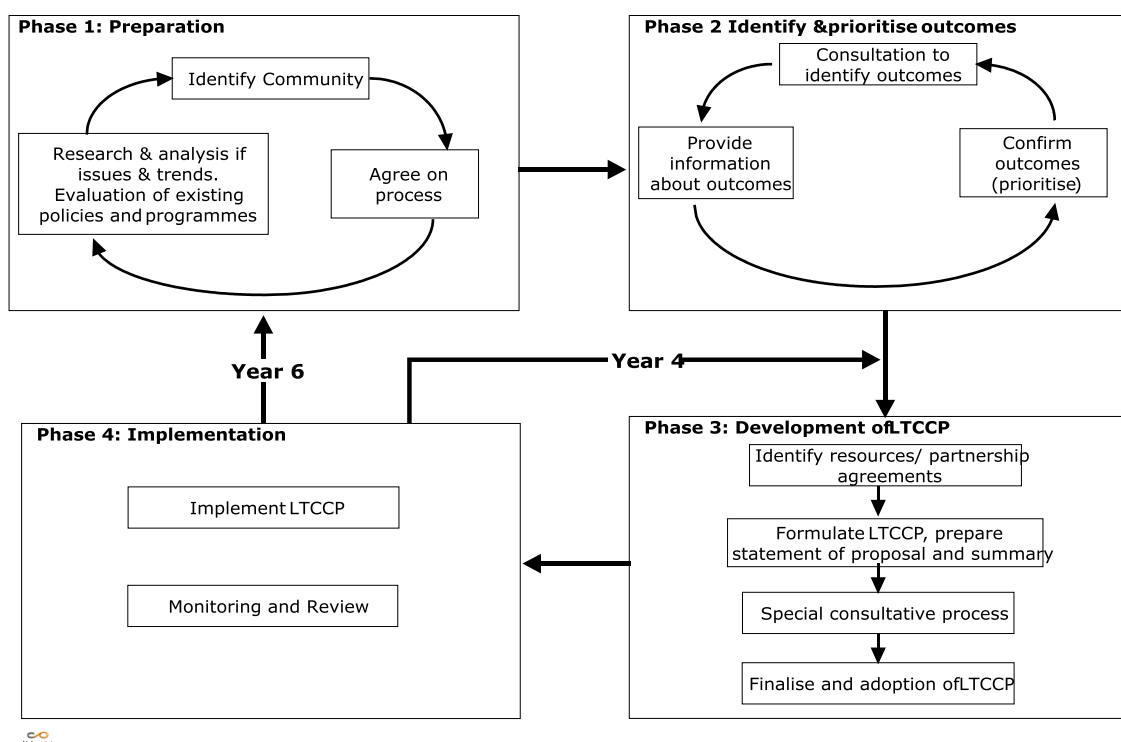 Phase 1: Preparation
Identify Community
Research & analysis if
issues & trends.
Evaluation of existing
policies and programmes
Agree on
process
Phase 2 Identify &prioritise outcomes
Consultation to
identify outcomes
Provide
information
about outcomes
Confirm
outcomes
(prioritise)
Year 6
Year 4
Phase 4: Implementation
Implement LTCCP
Monitoring and Review
Phase 3: Development ofLTCCP
Identify resources/ partnership
agreements
Formulate LTCCP, prepare
statement of proposal and summary
Special consultative process
Finalise and adoption ofLTCCP